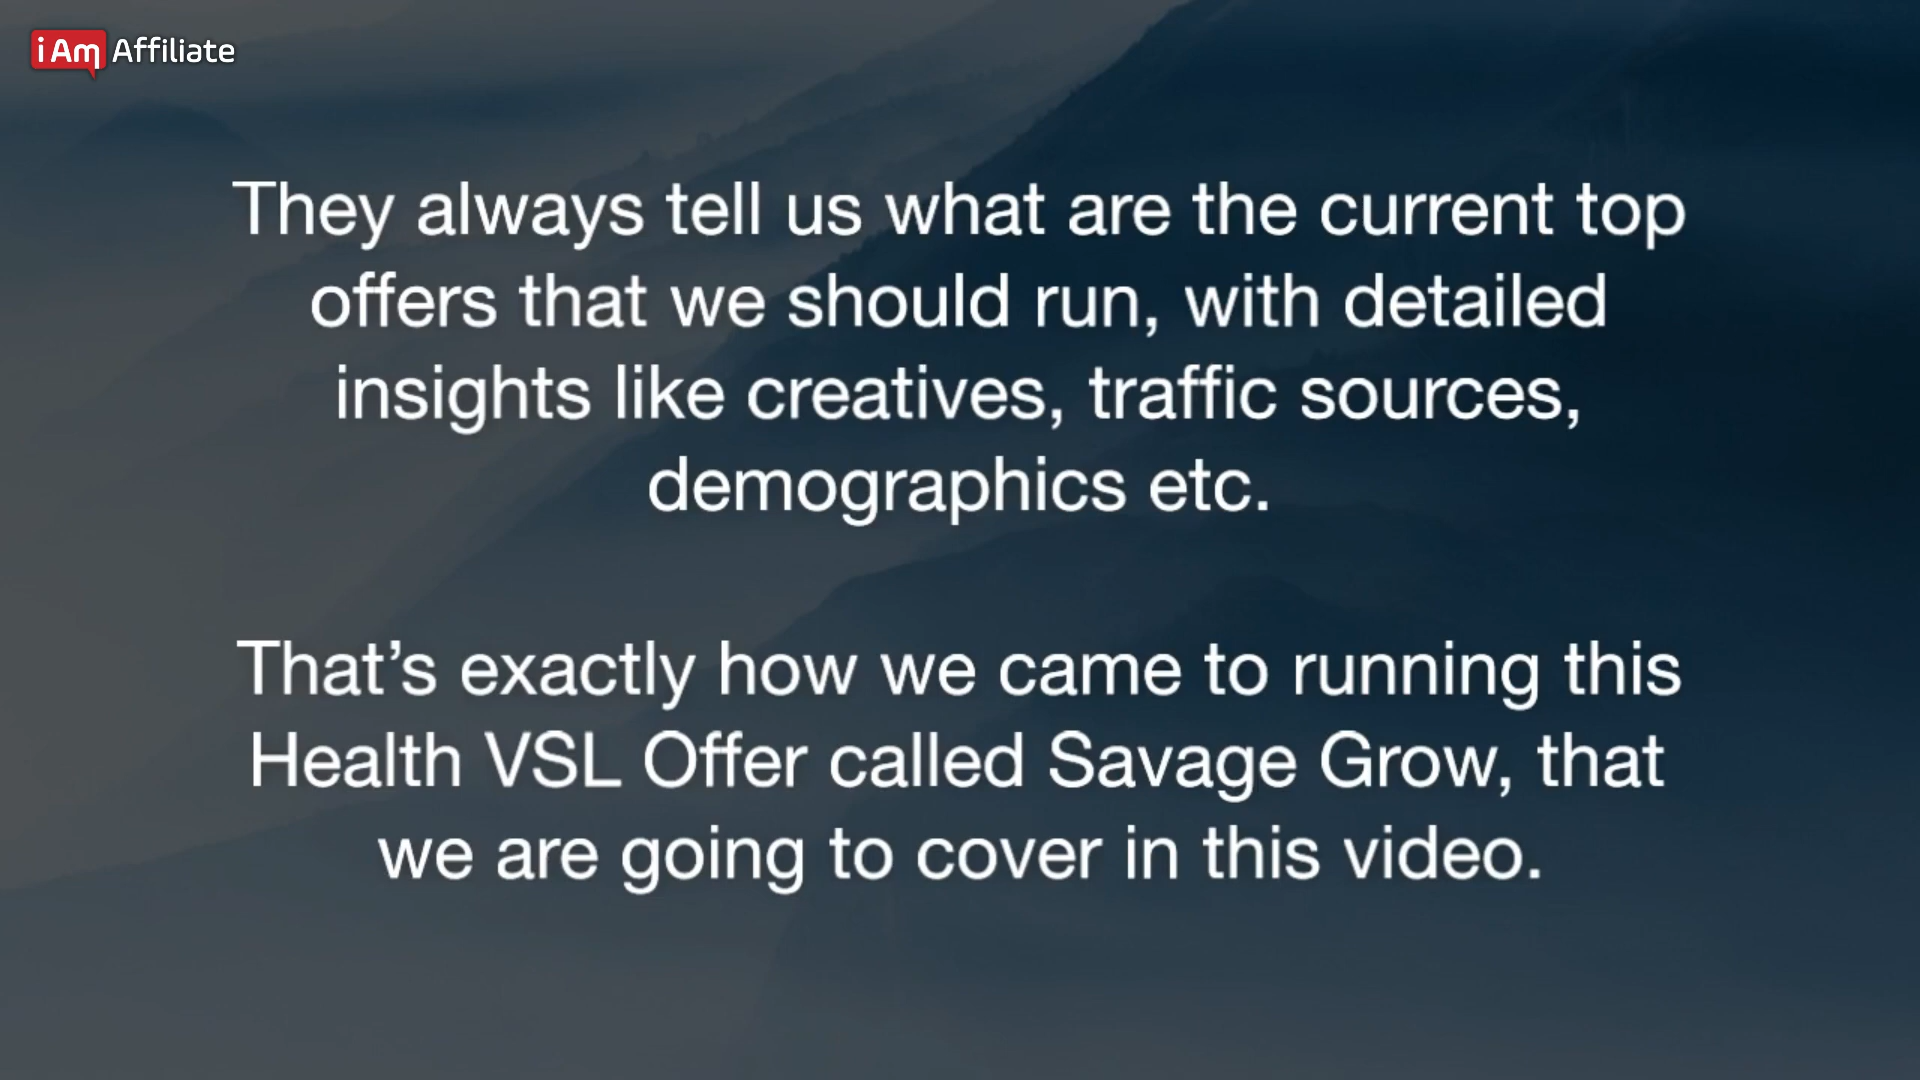 i Am Affiliate
They always tell us what are the current top
offers that we should run, with detailed
insights like creatives, traffic sources,
demographics etc.
That’s exactly how we came to running this
Health VSL Offer called Savage Grow, that
we are going to cover in this video.